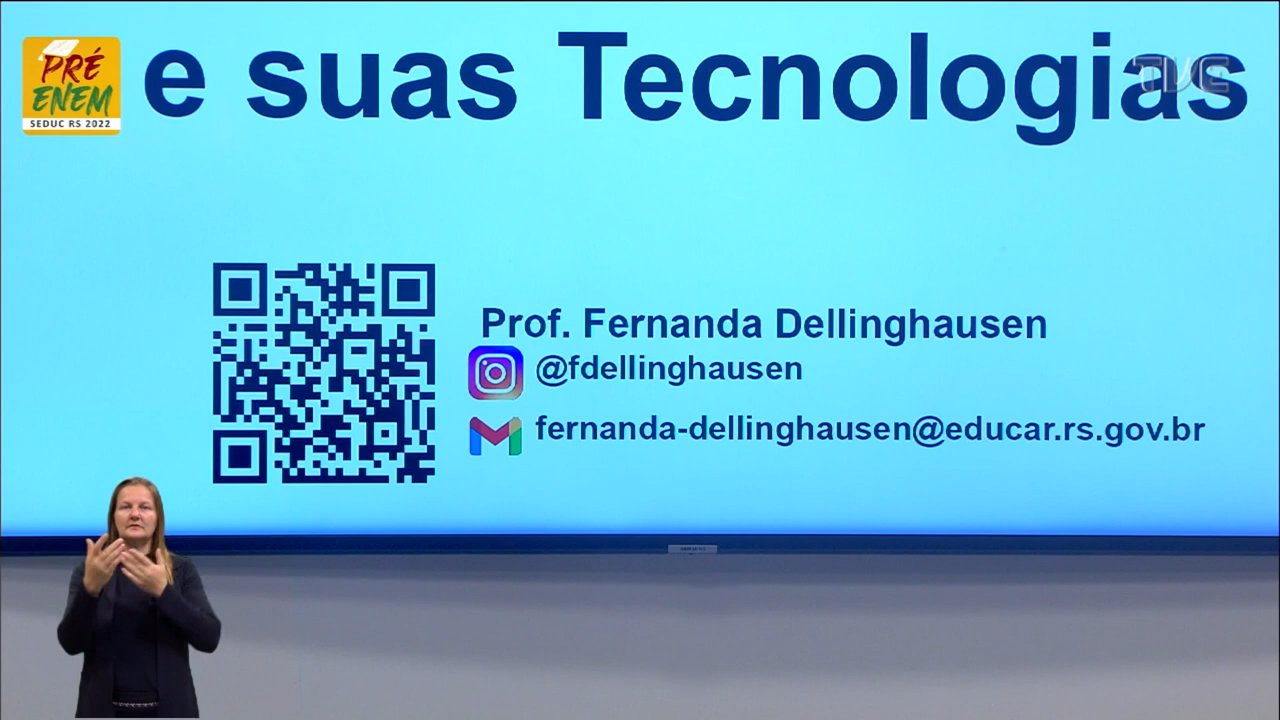 PRÉ
ENEM
SEDUC RS 2022
e suas Tecnologias
TVE
Prof. Fernanda Dellinghausen
@fdellinghausen
fernanda-dellinghausen@educar.rs.gov.br